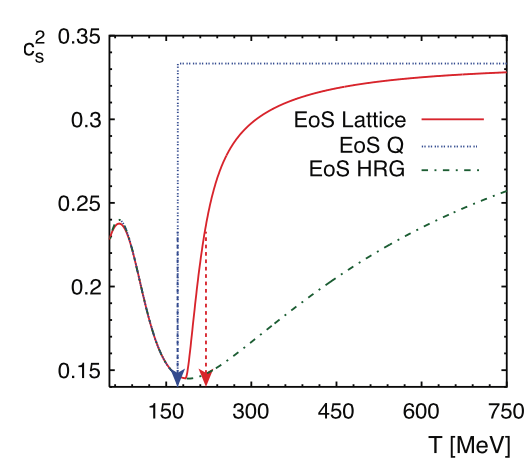 0.35
c_s^2
0.3
EoS Lattice
EoS Q
EoS HRG
0.25
0.2
0.15
150 300 450 600 750
T [MeV]